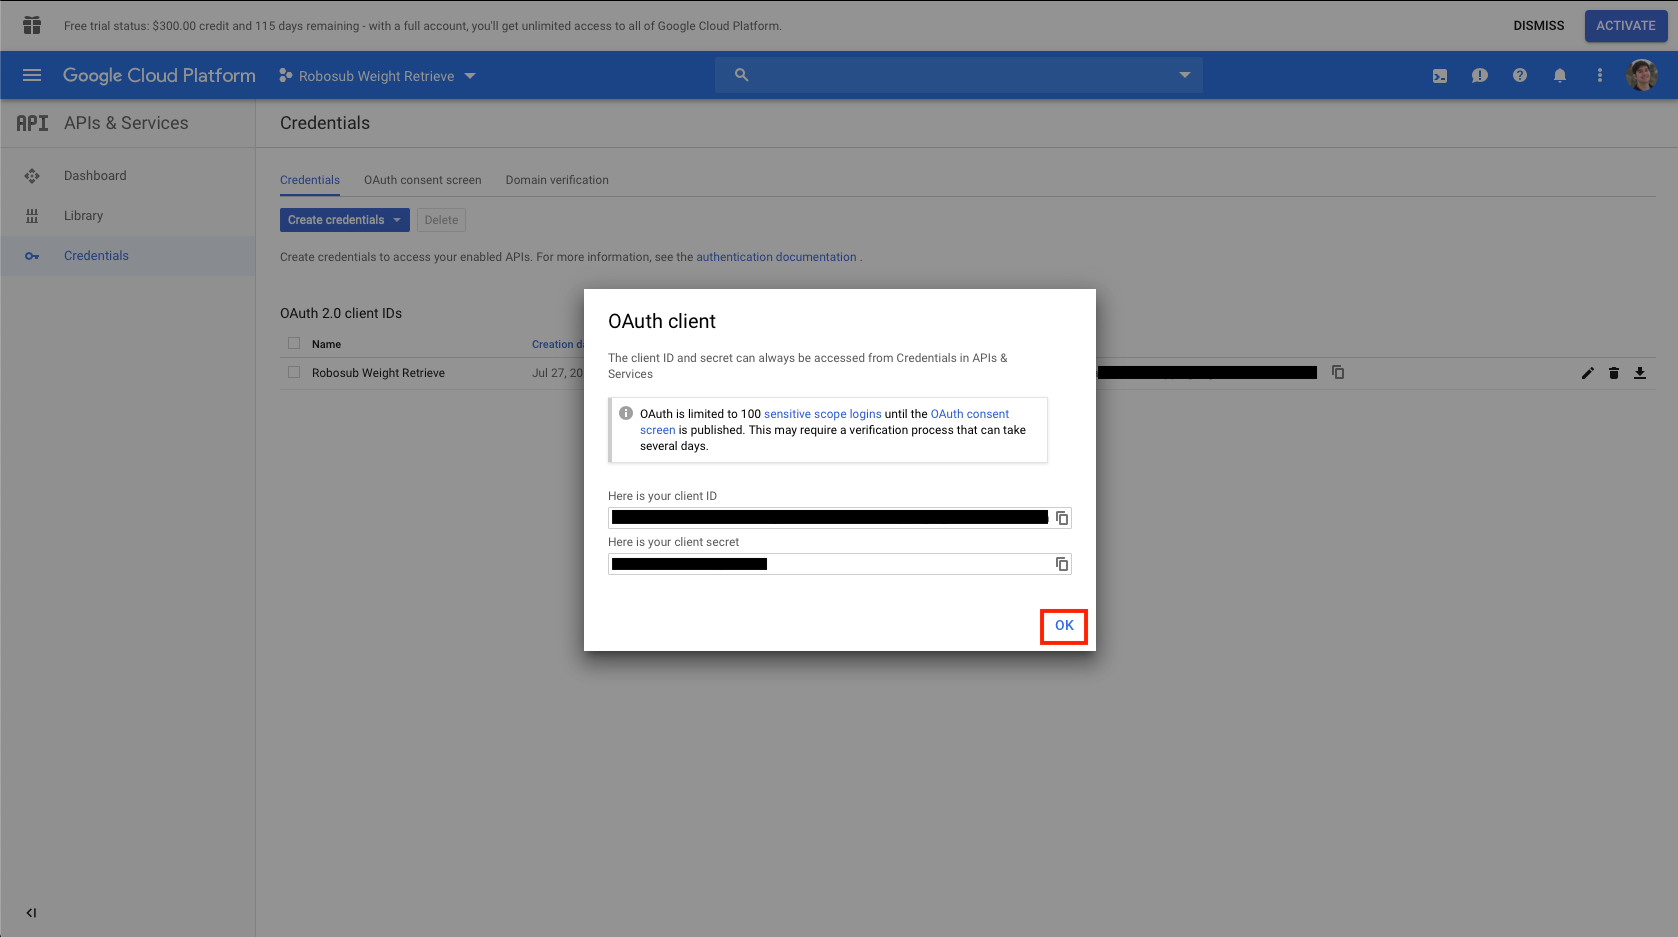 Free trial status: $300.00 credit and 115 days remaining - with a full account, you'll get unlimited access to all of Google Cloud Platform.
DISMISS
ACTIVATE
Google Cloud Platform
Robosub Weight Retrieve
API APIs & Services
Credentials
Dashboard
Library
Credentials
Credentials OAuth consent screen Domain verification
Create credentials Delete
Create credentials to access your enabled APIs. For more information, see the authentication documentation .
OAuth 2.0 client IDs
Name Creation da
Robosub Weight Retrieve Jul 27, 20
OAuth client
The client ID and secret can always be accessed from Credentials in APIs &
Services
OAuth is limited to 100 sensitive scope logins until the OAuth consent
screen is published. This may require a verification process that can take
several days.
Here is your client ID
Here is your client secret
OK